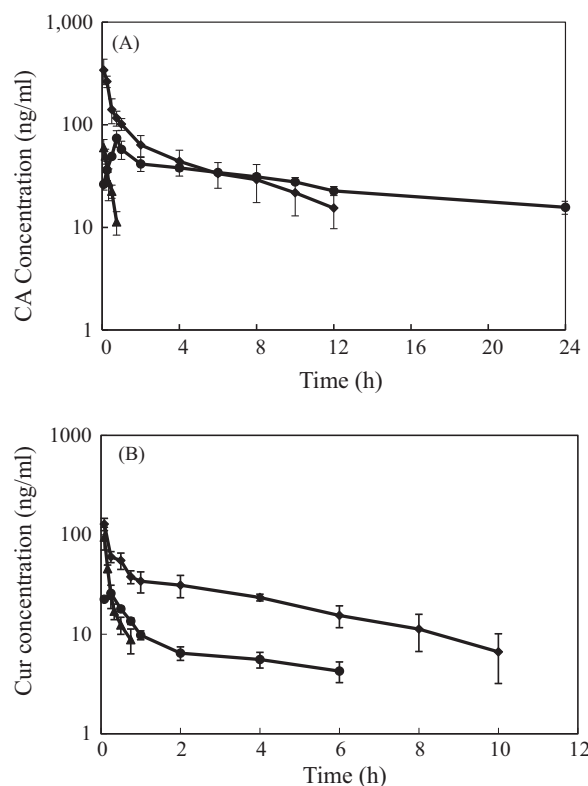 (A)
CA Concentration (ng/ml)
1,000
100
10
1
0 4 8 12 16 20 24
Time (h)
(B)
Cur concentration (ng/ml)
1000
100
10
1
0 2 4 6 8 10 12
Time (h)